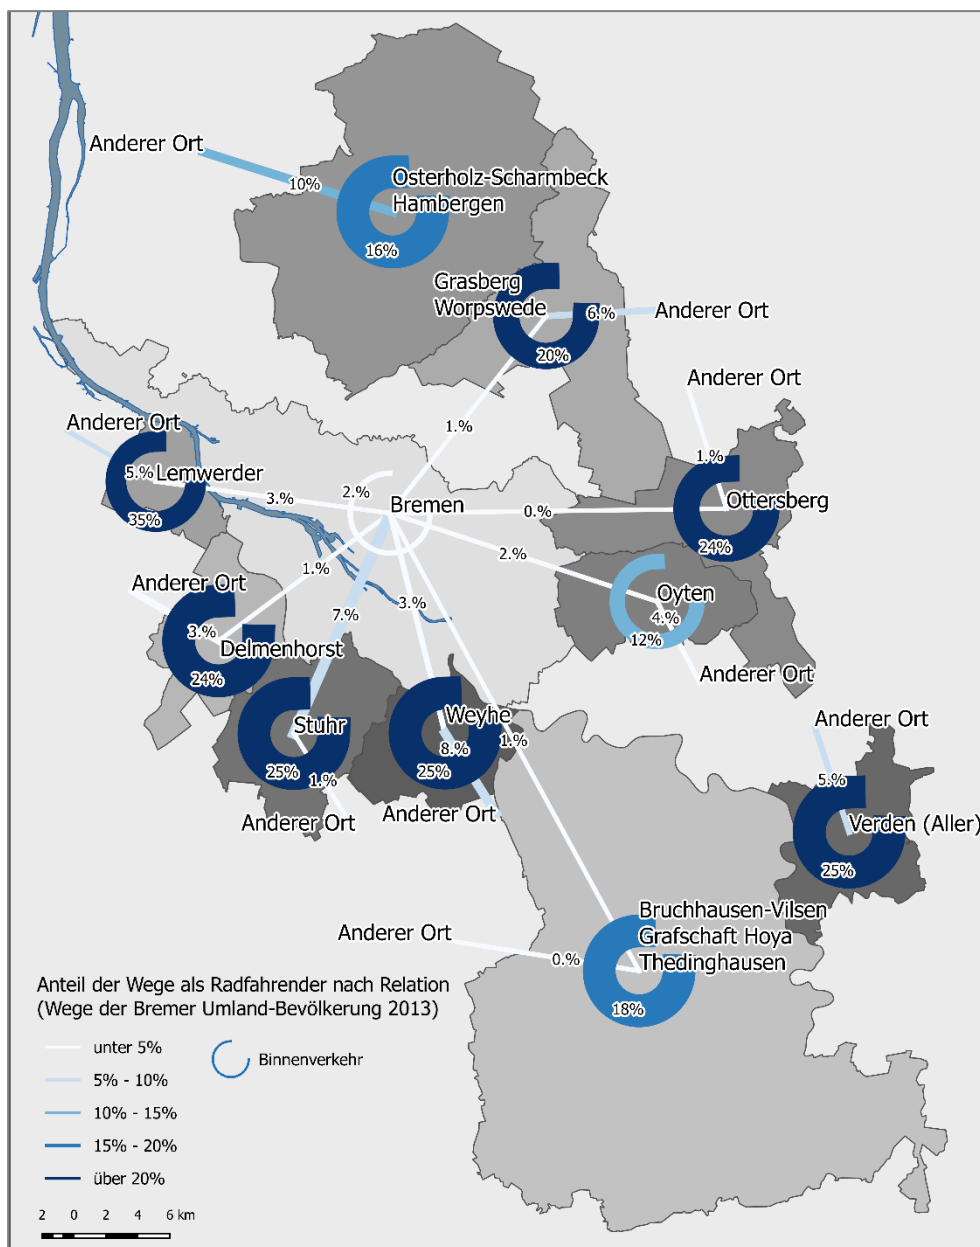 Anderer Ort
10%
Osterholz-Scharmbeck
Hambergen
16%
Grasberg
Worpswede
6.%
Anderer Ort
20%
Anderer Ort
1.%
Anderer Ort
5.%
Lemwerder
35%
3.%
2.%
Bremen
0.%
1.%
Ottersberg
24%
2.%
Oyten
4.%
12%
Anderer Ort
1.%
Anderer Ort
3.%
Delmenhorst
24%
7.%
3.%
Stuhr
25%
1.%
Anderer Ort
Weyhe
8.%
25%
Anderer Ort
1.%
Anderer Ort
5.%
Verden (Aller)
25%
Bruchhausen-Vilsen
Grafschaft Hoya
Thedinghausen
Anderer Ort
0.%
18%
Anteil der Wege als Radfahrender nach Relation
(Wege der Bremer Umland-Bevölkerung 2013)
unter 5%
Binnenverkehr
5% - 10%
10% - 15%
15% - 20%
über 20%
2 0 2 4 6 km